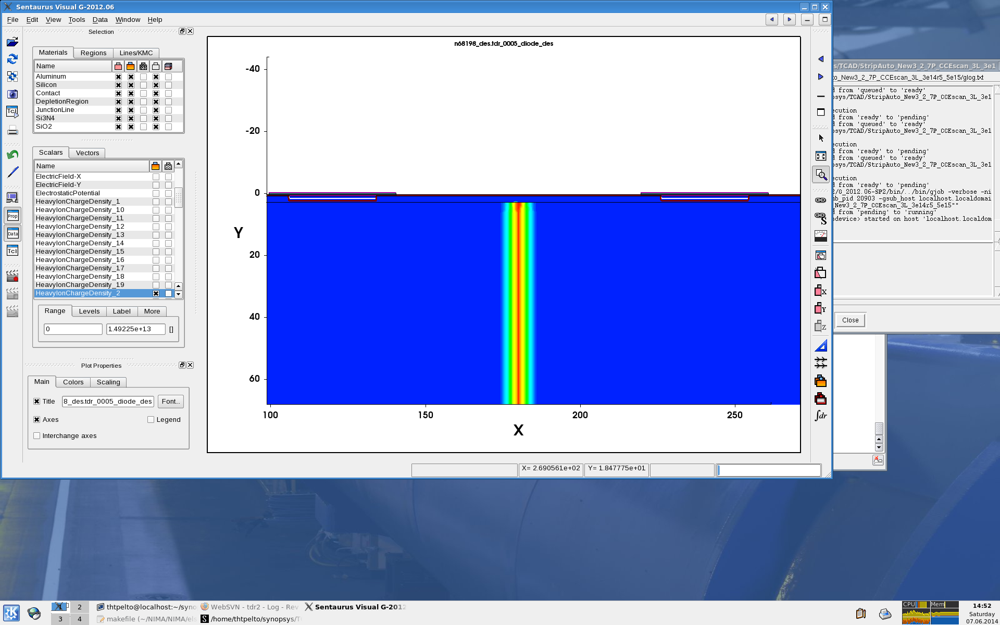 Sentaurus Visual G-2012.06
File Edit View Tools Data Window Help
Selection
Materials Regions Lines/KMC
Name
Aluminum
Silicon
Contact
DepletionRegion
JunctionLine
Si3N4
SiO2
Scalars Vectors
Name
ElectricField-X
ElectricField-Y
ElectrostaticPotential
HeavyIonChargeDensity_1
HeavyIonChargeDensity_10
HeavyIonChargeDensity_11
HeavyIonChargeDensity_12
HeavyIonChargeDensity_13
HeavyIonChargeDensity_14
HeavyIonChargeDensity_15
HeavyIonChargeDensity_16
HeavyIonChargeDensity_17
HeavyIonChargeDensity_18
HeavyIonChargeDensity_19
HeavyIonChargeDensity_2
Range Levels Label More
0 1.49225e+13 []
Plot Properties
Main Colors Scaling
Title 8_des.tdr_0005_diode_des Font...
Axes Legend
Interchange axes
Tcl
Prop
Data
Tcl
n68198_des.tdr_0005_diode_des
-40
-20
0
20
40
60
Y
100 150 200 250
X
X= 2.690561e+02 Y= 1.847775e+01
S
X
Y
Z
∫dr
s/TCAD/StripAuto_New3_2_7P_CCEscan_3L_3e1
to_New3_2_7P_CCEscan_3L_3e14r5_5e15/glog.txt
d from 'queued' to 'ready'
osys/TCAD/StripAuto_New3_2_7P_CCEscan_3L_3e1
ecution
d from 'ready' to 'pending'
d from 'queued' to 'ready'
osys/TCAD/StripAuto_New3_2_7P_CCEscan_3L_3e1
ecution
d from 'ready' to 'pending'
d from 'queued' to 'ready'
osys/TCAD/StripAuto_New3_2_7P_CCEscan_3L_3e1
ecution
d from 'ready' to 'pending'
2/G_2012.06-SP2/bin/../bin/gjob -verbose -ni
ob_pid 20903 -gsub_host localhost.localdomai
_New3_2_7P_CCEscan_3L_3e14r5_5e15""
d from 'pending' to 'running'
sdevice> started on host 'localhost.localdom
Close
1 2
3 4
thtpelto@localhost:~/syno
WebSVN - tdr2 - Log - Rev
Sentaurus Visual G-2012
makefile (~/NIMA/NIMA/els
/home/thtpelto/synopsys/T
CPU Mem
14:52
Saturday
07.06.2014